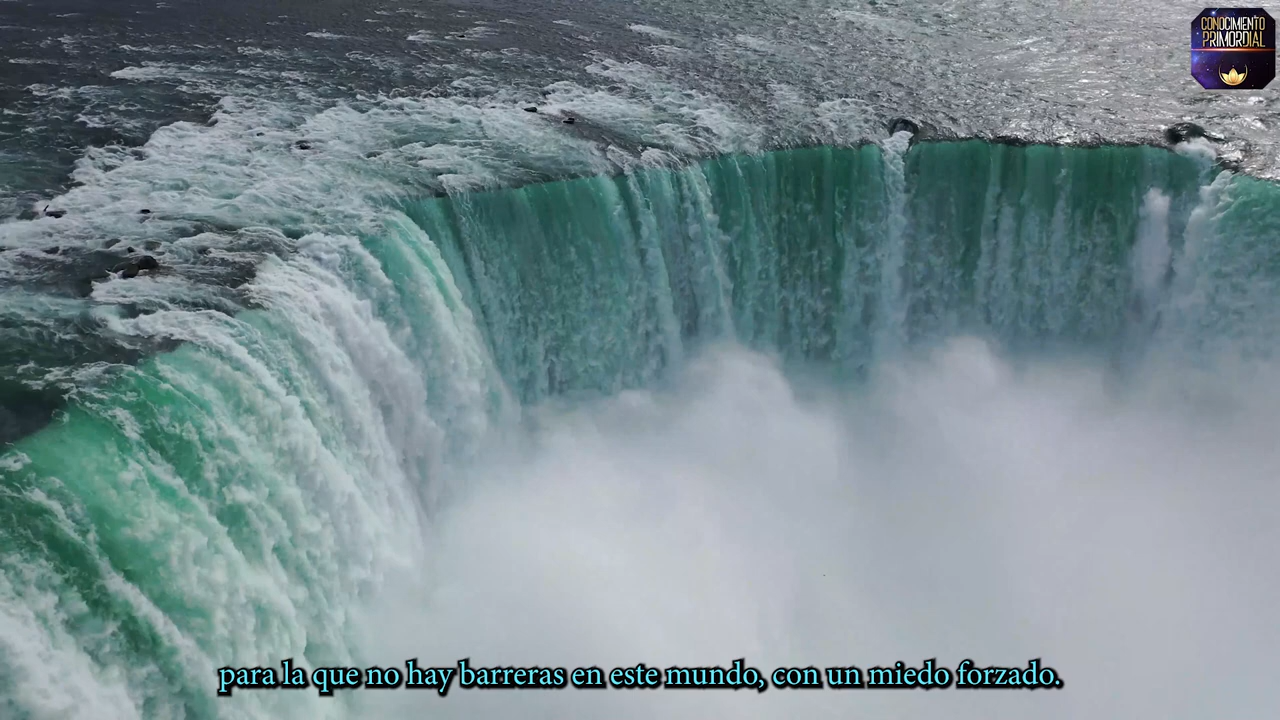 CONOCIMIENTO
PRIMORDIAL
para la que no hay barreras en este mundo, con un miedo forzado.